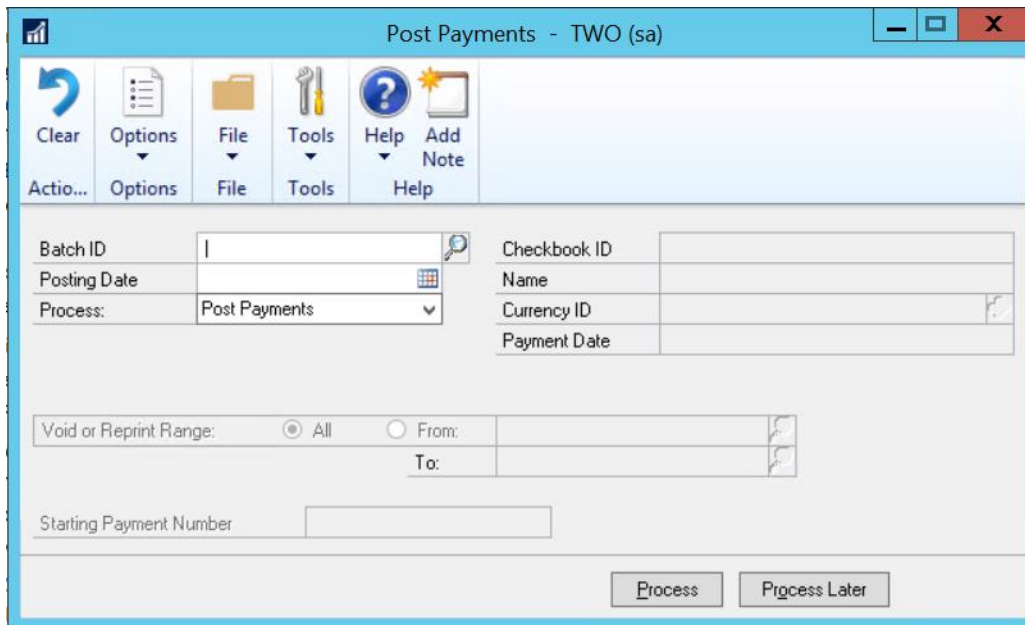 Post Payments - TWO (sa)
Clear
Options
File
Tools
Help
Add Note
Actio...
Options
File
Tools
Help
Batch ID
Checkbook ID
Posting Date
Name
Process:
Post Payments
Currency ID
Payment Date
Void or Reprint Range:
All
From:
To:
Starting Payment Number
Process
Process Later